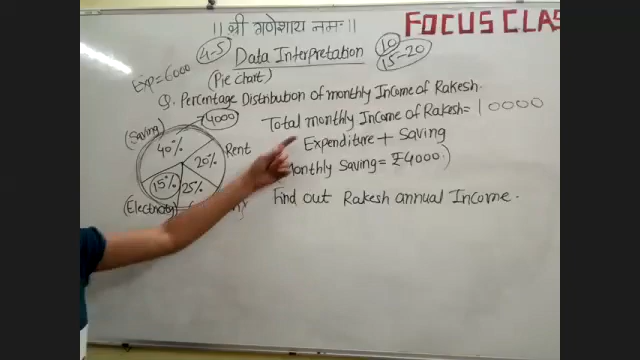 || श्री गणेशाय नमः ||
FOCUS CLAS
4-5
Data Interpretation
10
15-20
Exp=6000
(Pie chart)
Q. Percentage Distribution of monthly Income of Rakesh.
₹4000
Total monthly Income of Rakesh= 10000
(Saving)
Expenditure + Saving
40%
20%
Rent
Monthly Saving = ₹4000
15%
25%
(Electricity)
Find out Rakesh annual Income.